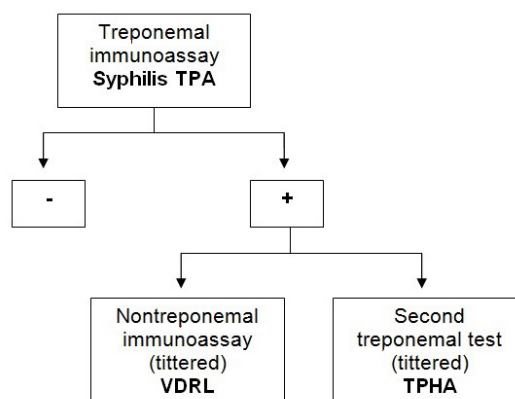 Treponemal
immunoassay
Syphilis TPA
-
+
Nontreponemal
immunoassay
(tittered)
VDRL
Second
treponemal test
(tittered)
TPHA